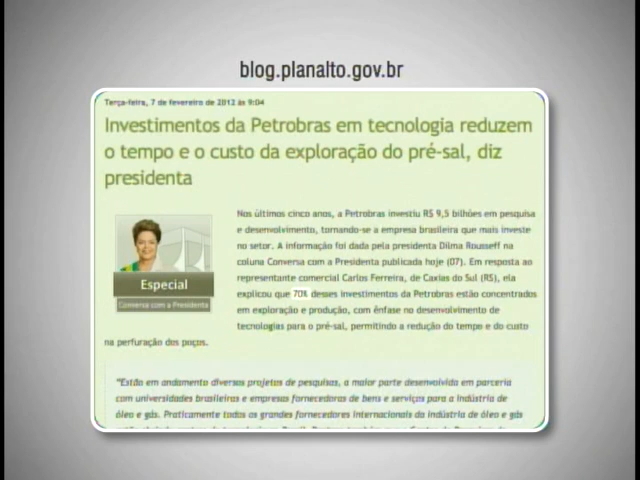 blog.planalto.gov.br
Terça-feira, 7 de fevereiro de 2012 às 9:04
Investimentos da Petrobras em tecnologia reduzem
o tempo e o custo da exploração do pré-sal, diz
presidenta
Nos últimos cinco anos, a Petrobras investiu R$ 9,5 bilhões em pesquisa
e desenvolvimento, tornando-se a empresa brasileira que mais investe
no setor. A informação foi dada pela presidenta Dilma Rousseff na
coluna Conversa com a Presidenta publicada hoje (07). Em resposta ao
representante comercial Carlos Ferreira, de Caxias do Sul (RS), ela
explicou que 70% desses investimentos da Petrobras estão concentrados
em exploração e produção, com ênfase no desenvolvimento de
tecnologias para o pré-sal, permitindo a redução do tempo e do custo
na perfuração dos poços.
Especial
Conversa com a Presidenta
"Estão em andamento diversos projetos de pesquisas, a maior parte desenvolvida em parceria
com universidades brasileiras e empresas fornecedoras de bens e serviços para a indústria de
óleo e gás. Praticamente todos os grandes fornecedores internacionais da indústria de óleo e gás